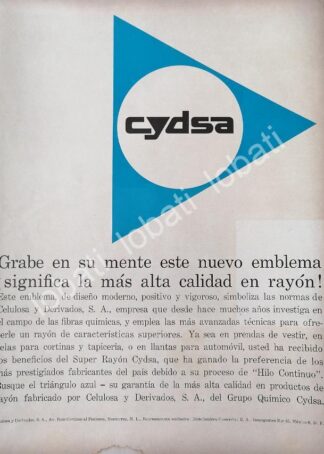 cydsa
Grabe en su mente este nuevo emblema
¡significa la más alta calidad en rayón!
Este emblema, de diseño moderno, positivo y vigoroso, simboliza las normas de
Celulosa y Derivados, S. A., empresa que desde hace muchos años investiga en
el campo de las fibras químicas, y emplea las más avanzadas técnicas para ofre-
cerle un rayón de características superiores. Ya sea en prendas de vestir, en
telas para cortinas y tapicería, o en llantas para automóvil, usted ha recibido
los beneficios del Super Rayón Cydsa, que ha ganado la preferencia de los
más prestigiados fabricantes del país debido a su proceso de "Hilo Continuo".
Busque el triángulo azul - su garantía de la más alta calidad en productos de
rayón fabricado por Celulosa y Derivados, S. A., del Grupo Químico Cydsa.
Celulosa y Derivados, S. A.,
lobati lobati lobati